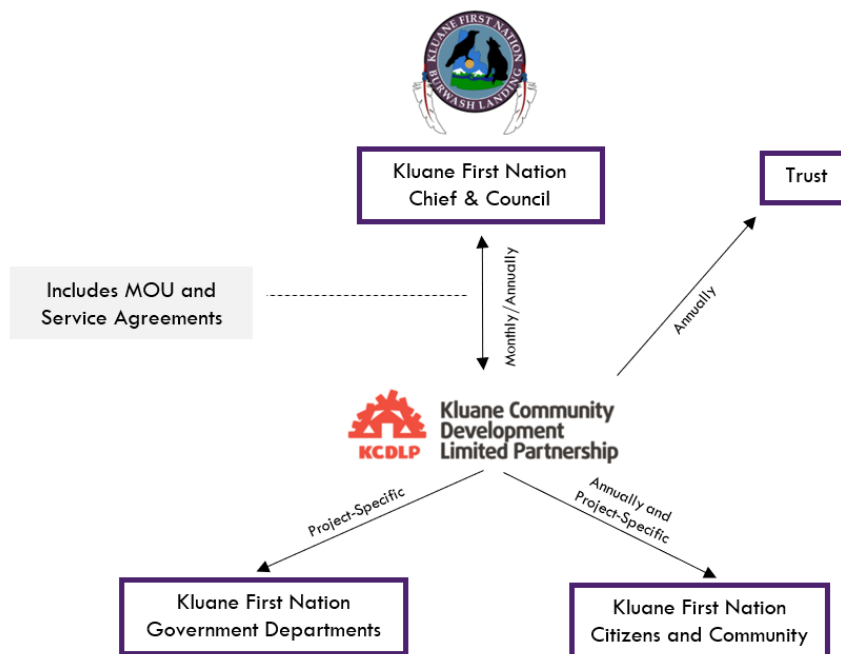 KLUANE FIRST NATION
BURWASH LANDING
Kluane First Nation
Chief & Council
Trust
Includes MOU and
Service Agreements
Monthly/Annually
Annually
KCDLP
Kluane Community
Development
Limited Partnership
Project-Specific
Annually and
Project-Specific
Kluane First Nation
Government Departments
Kluane First Nation
Citizens and Community